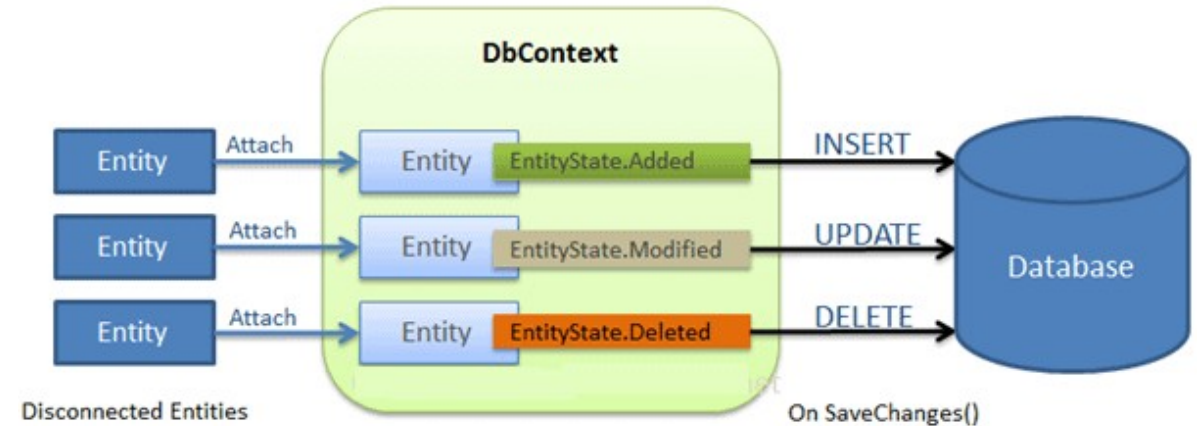 DbContext
Entity Attach Entity EntityState.Added INSERT
Entity Attach Entity EntityState.Modified UPDATE
Database
Entity Attach Entity EntityState.Deleted DELETE
Disconnected Entities
On SaveChanges()